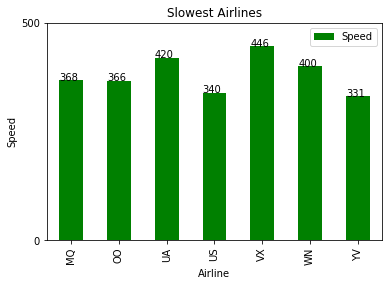 Slowest Airlines
500
Speed
446
420
400
368
366
340
331
Speed
0
MQ
OO
UA
US
VX
WN
YV
Airline